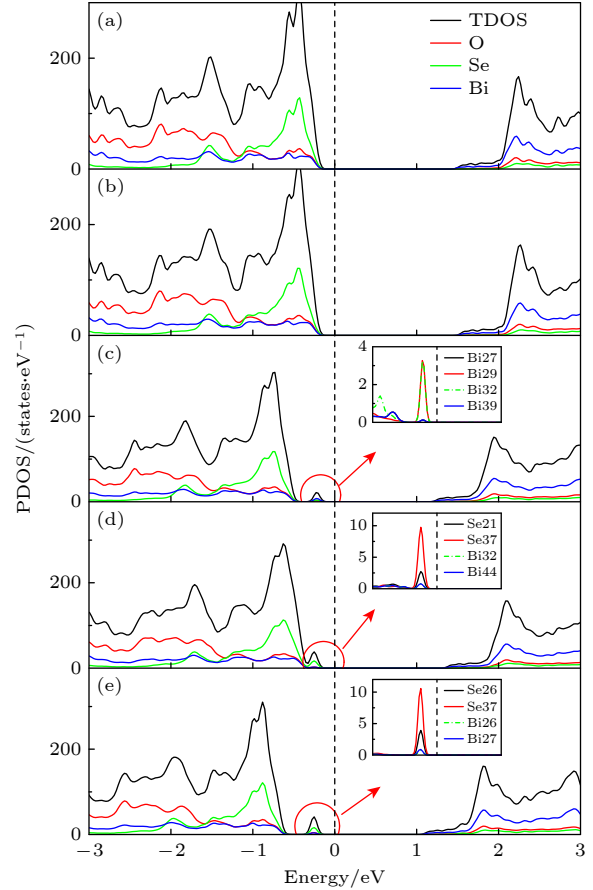 (a)
TDOS
O
Se
Bi
200
0
(b)
200
0
(c)
4
2
0
Bi27
Bi29
Bi32
Bi39
200
0
(d)
10
5
0
Se21
Se37
Bi32
Bi44
200
0
(e)
10
5
0
Se26
Se37
Bi26
Bi27
200
0
PDOS/(states·eV⁻¹)
−3 −2 −1 0 1 2 3
Energy/eV